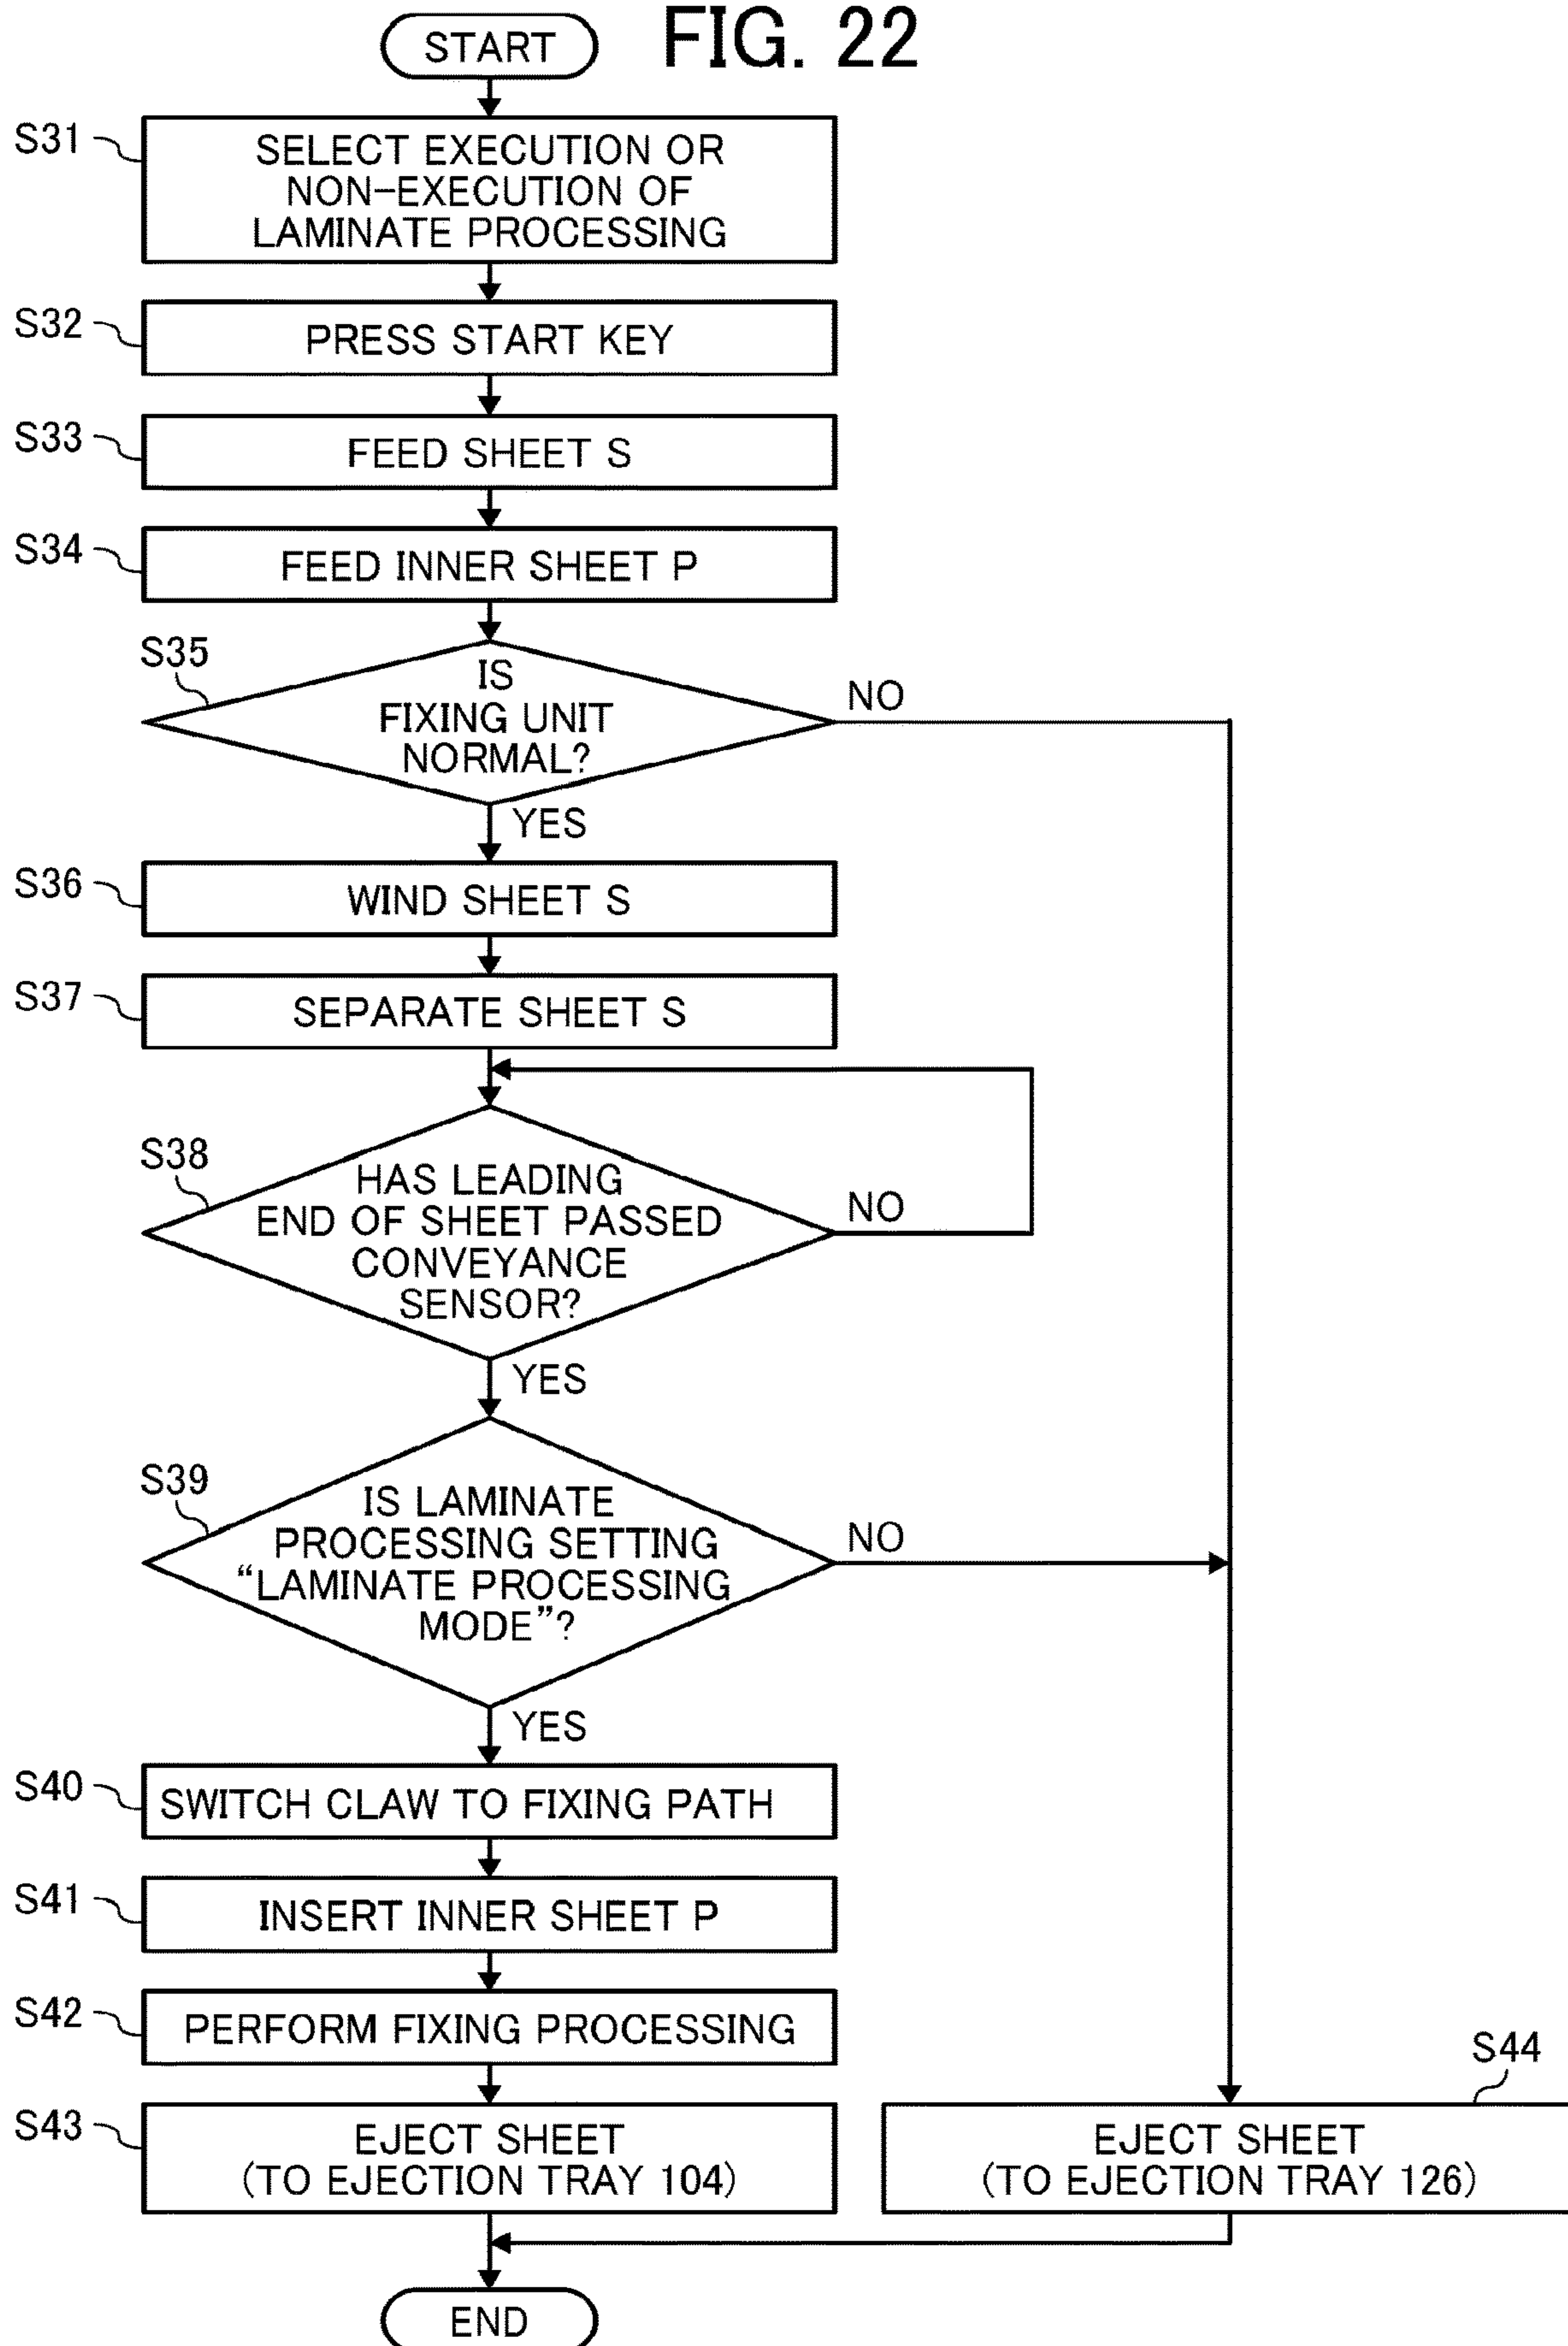 FIG. 22
START
S31
SELECT EXECUTION OR
NON-EXECUTION OF
LAMINATE PROCESSING
S32
PRESS START KEY
S33
FEED SHEET S
S34
FEED INNER SHEET P
S35
IS
FIXING UNIT
NORMAL?
NO
YES
S36
WIND SHEET S
S37
SEPARATE SHEET S
S38
HAS LEADING
END OF SHEET PASSED
CONVEYANCE
SENSOR?
NO
YES
S39
IS LAMINATE
PROCESSING SETTING
“LAMINATE PROCESSING
MODE”?
NO
YES
S40
SWITCH CLAW TO FIXING PATH
S41
INSERT INNER SHEET P
S42
PERFORM FIXING PROCESSING
S43
EJECT SHEET
(TO EJECTION TRAY 104)
S44
EJECT SHEET
(TO EJECTION TRAY 126)
END